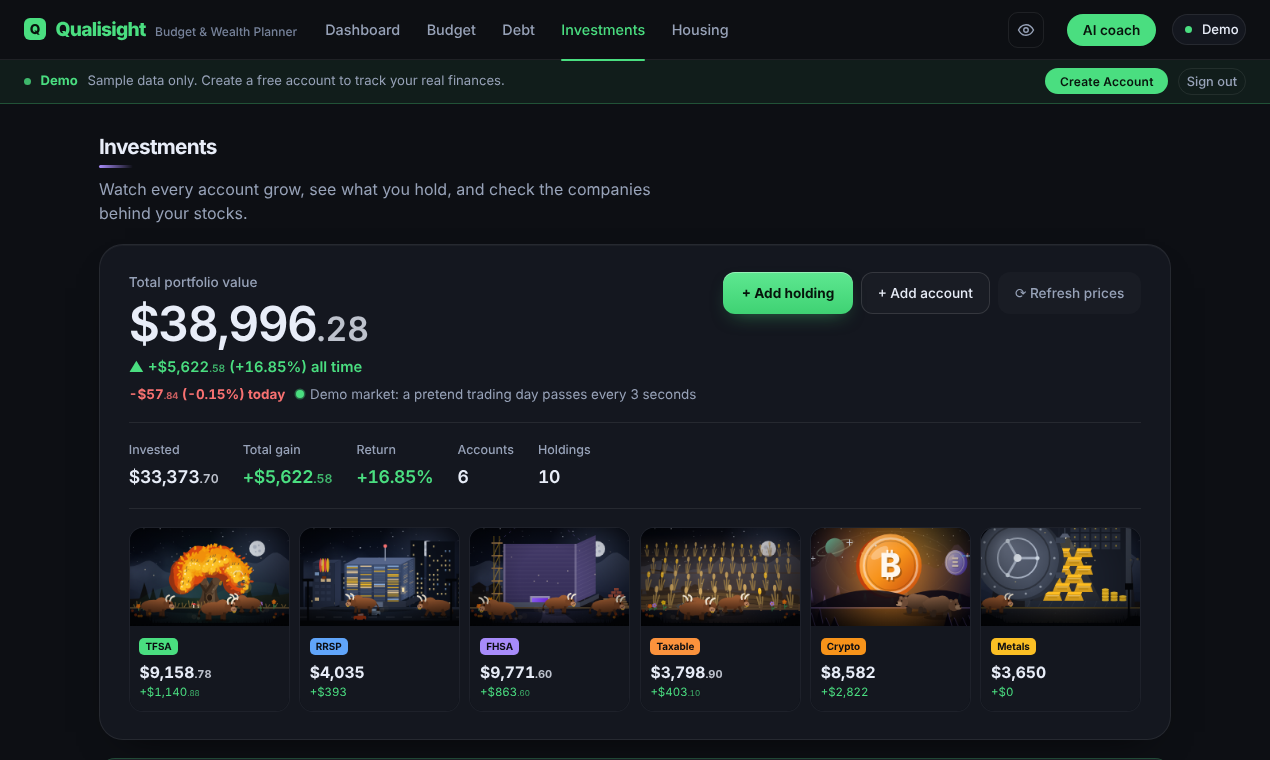 Q Qualisight Budget & Wealth Planner Dashboard Budget Debt Investments Housing AI coach Demo
Demo Sample data only. Create a free account to track your real finances. Create Account Sign out
Investments
Watch every account grow, see what you hold, and check the companies
behind your stocks.
Total portfolio value
+ Add holding + Add account ⟳ Refresh prices
$38,996.28
▲ +$5,622.58 (+16.85%) all time
-$57.84 (-0.15%) today Demo market: a pretend trading day passes every 3 seconds
Invested Total gain Return Accounts Holdings
$33,373.70 +$5,622.58 +16.85% 6 10
TFSA RRSP FHSA Taxable Crypto Metals
$9,158.78 $4,035 $9,771.60 $3,798.90 $8,582 $3,650
+$1,140.88 +$393 +$863.60 +$403.10 +$2,822 +$0